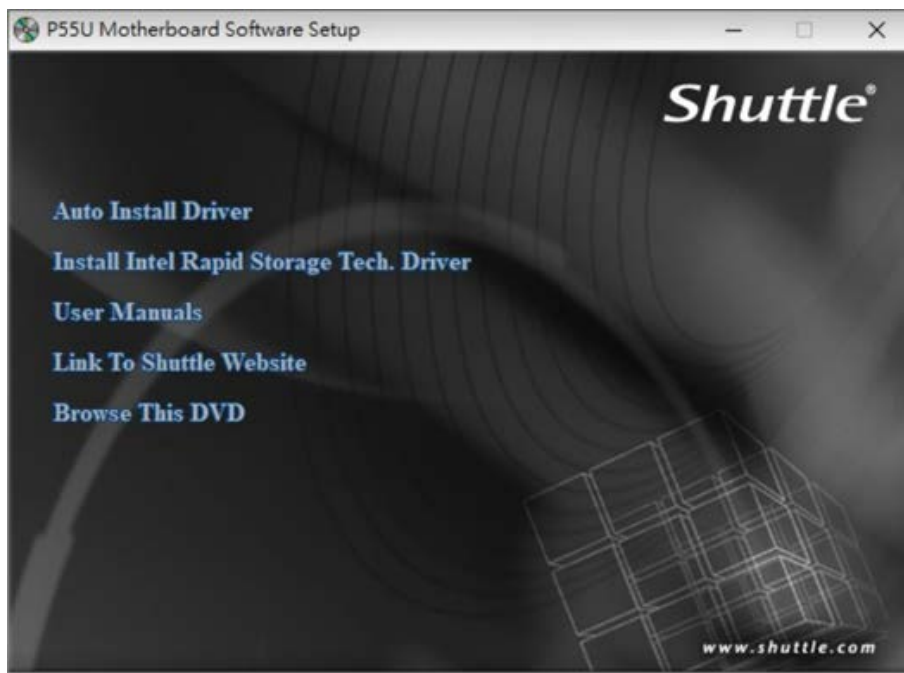 P55U Motherboard Software Setup
Shuttle®
Auto Install Driver
Install Intel Rapid Storage Tech. Driver
User Manuals
Link To Shuttle Website
Browse This DVD
www.shuttle.com